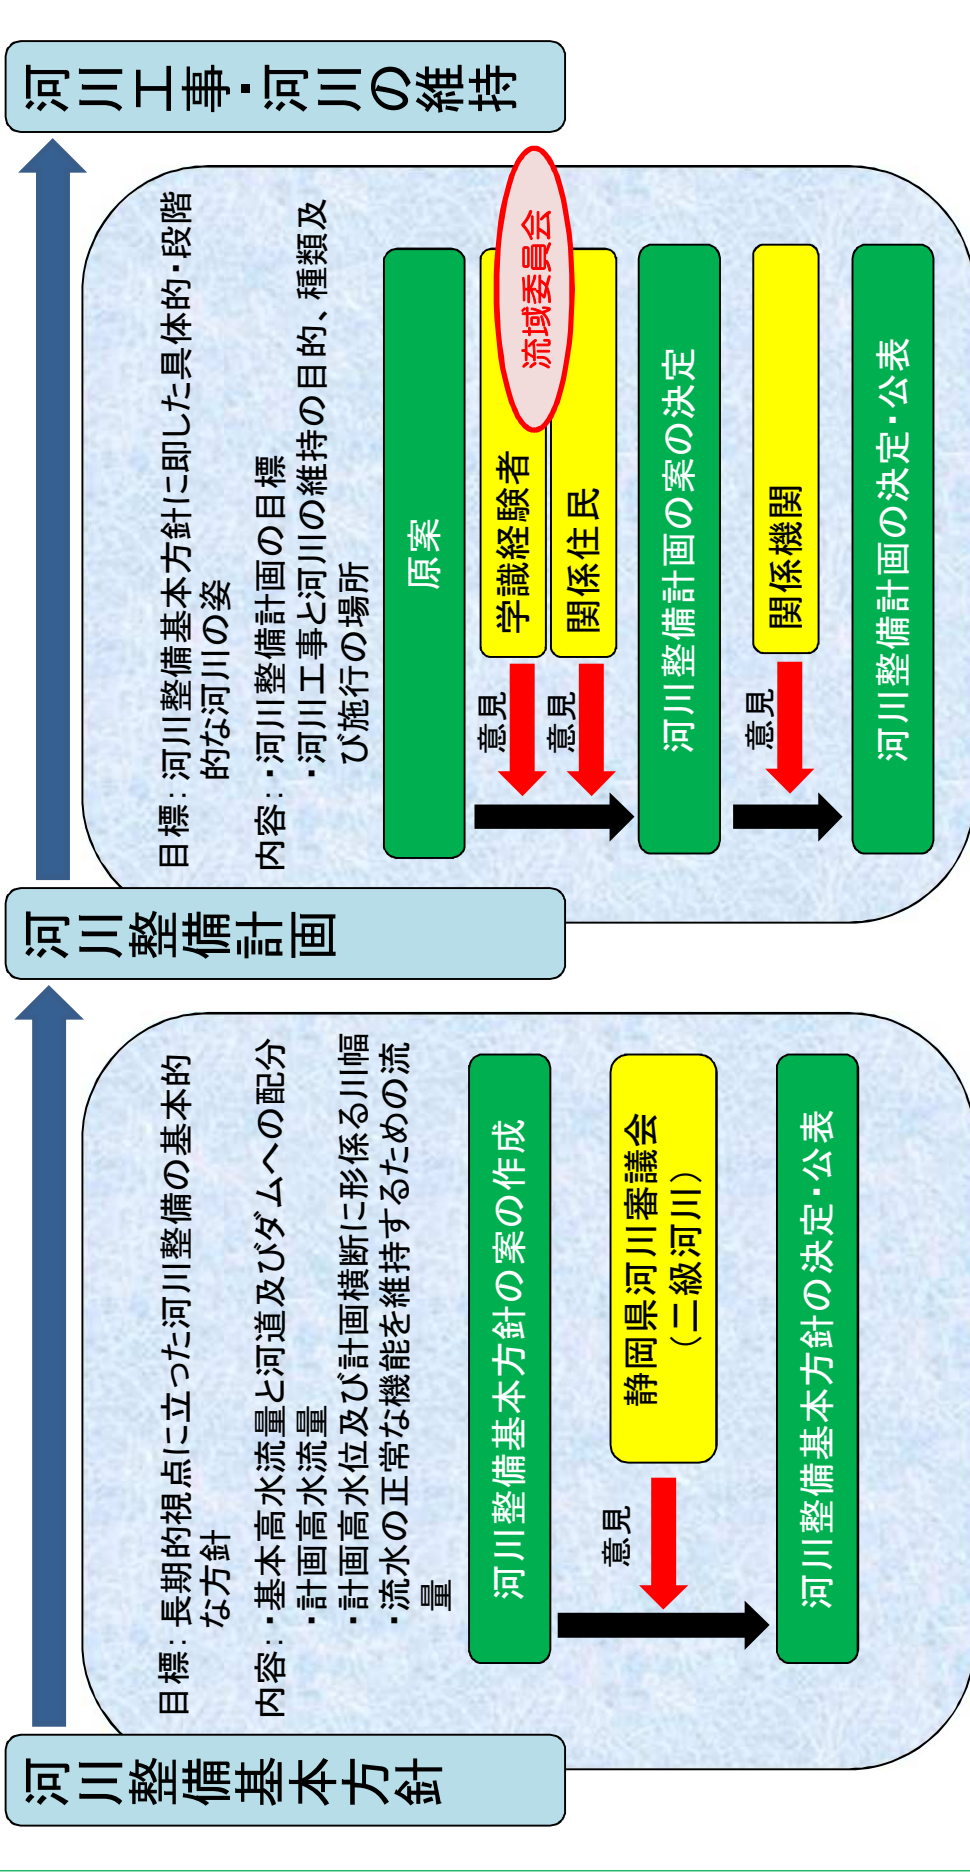 河川整備基本方針
目標：長期的視点に立った河川整備の基本的
な方針
内容：・基本高水流量と河道及びダムへの配分
・計画高水流量
・計画高水位及び計画横断に形係る川幅
・流水の正常な機能を維持するための流
量
河川整備基本方針の案の作成
意見
静岡県河川審議会
（二級河川）
河川整備基本方針の決定・公表
河川整備計画
目標：河川整備基本方針に即した具体的・段階
的な河川の姿
内容：・河川整備計画の目標
・河川工事と河川の維持の目的、種類及
び施行の場所
原案
意見
学識経験者
流域委員会
意見
関係住民
河川整備計画の案の決定
意見
関係機関
河川整備計画の決定・公表
河川工事・河川の維持